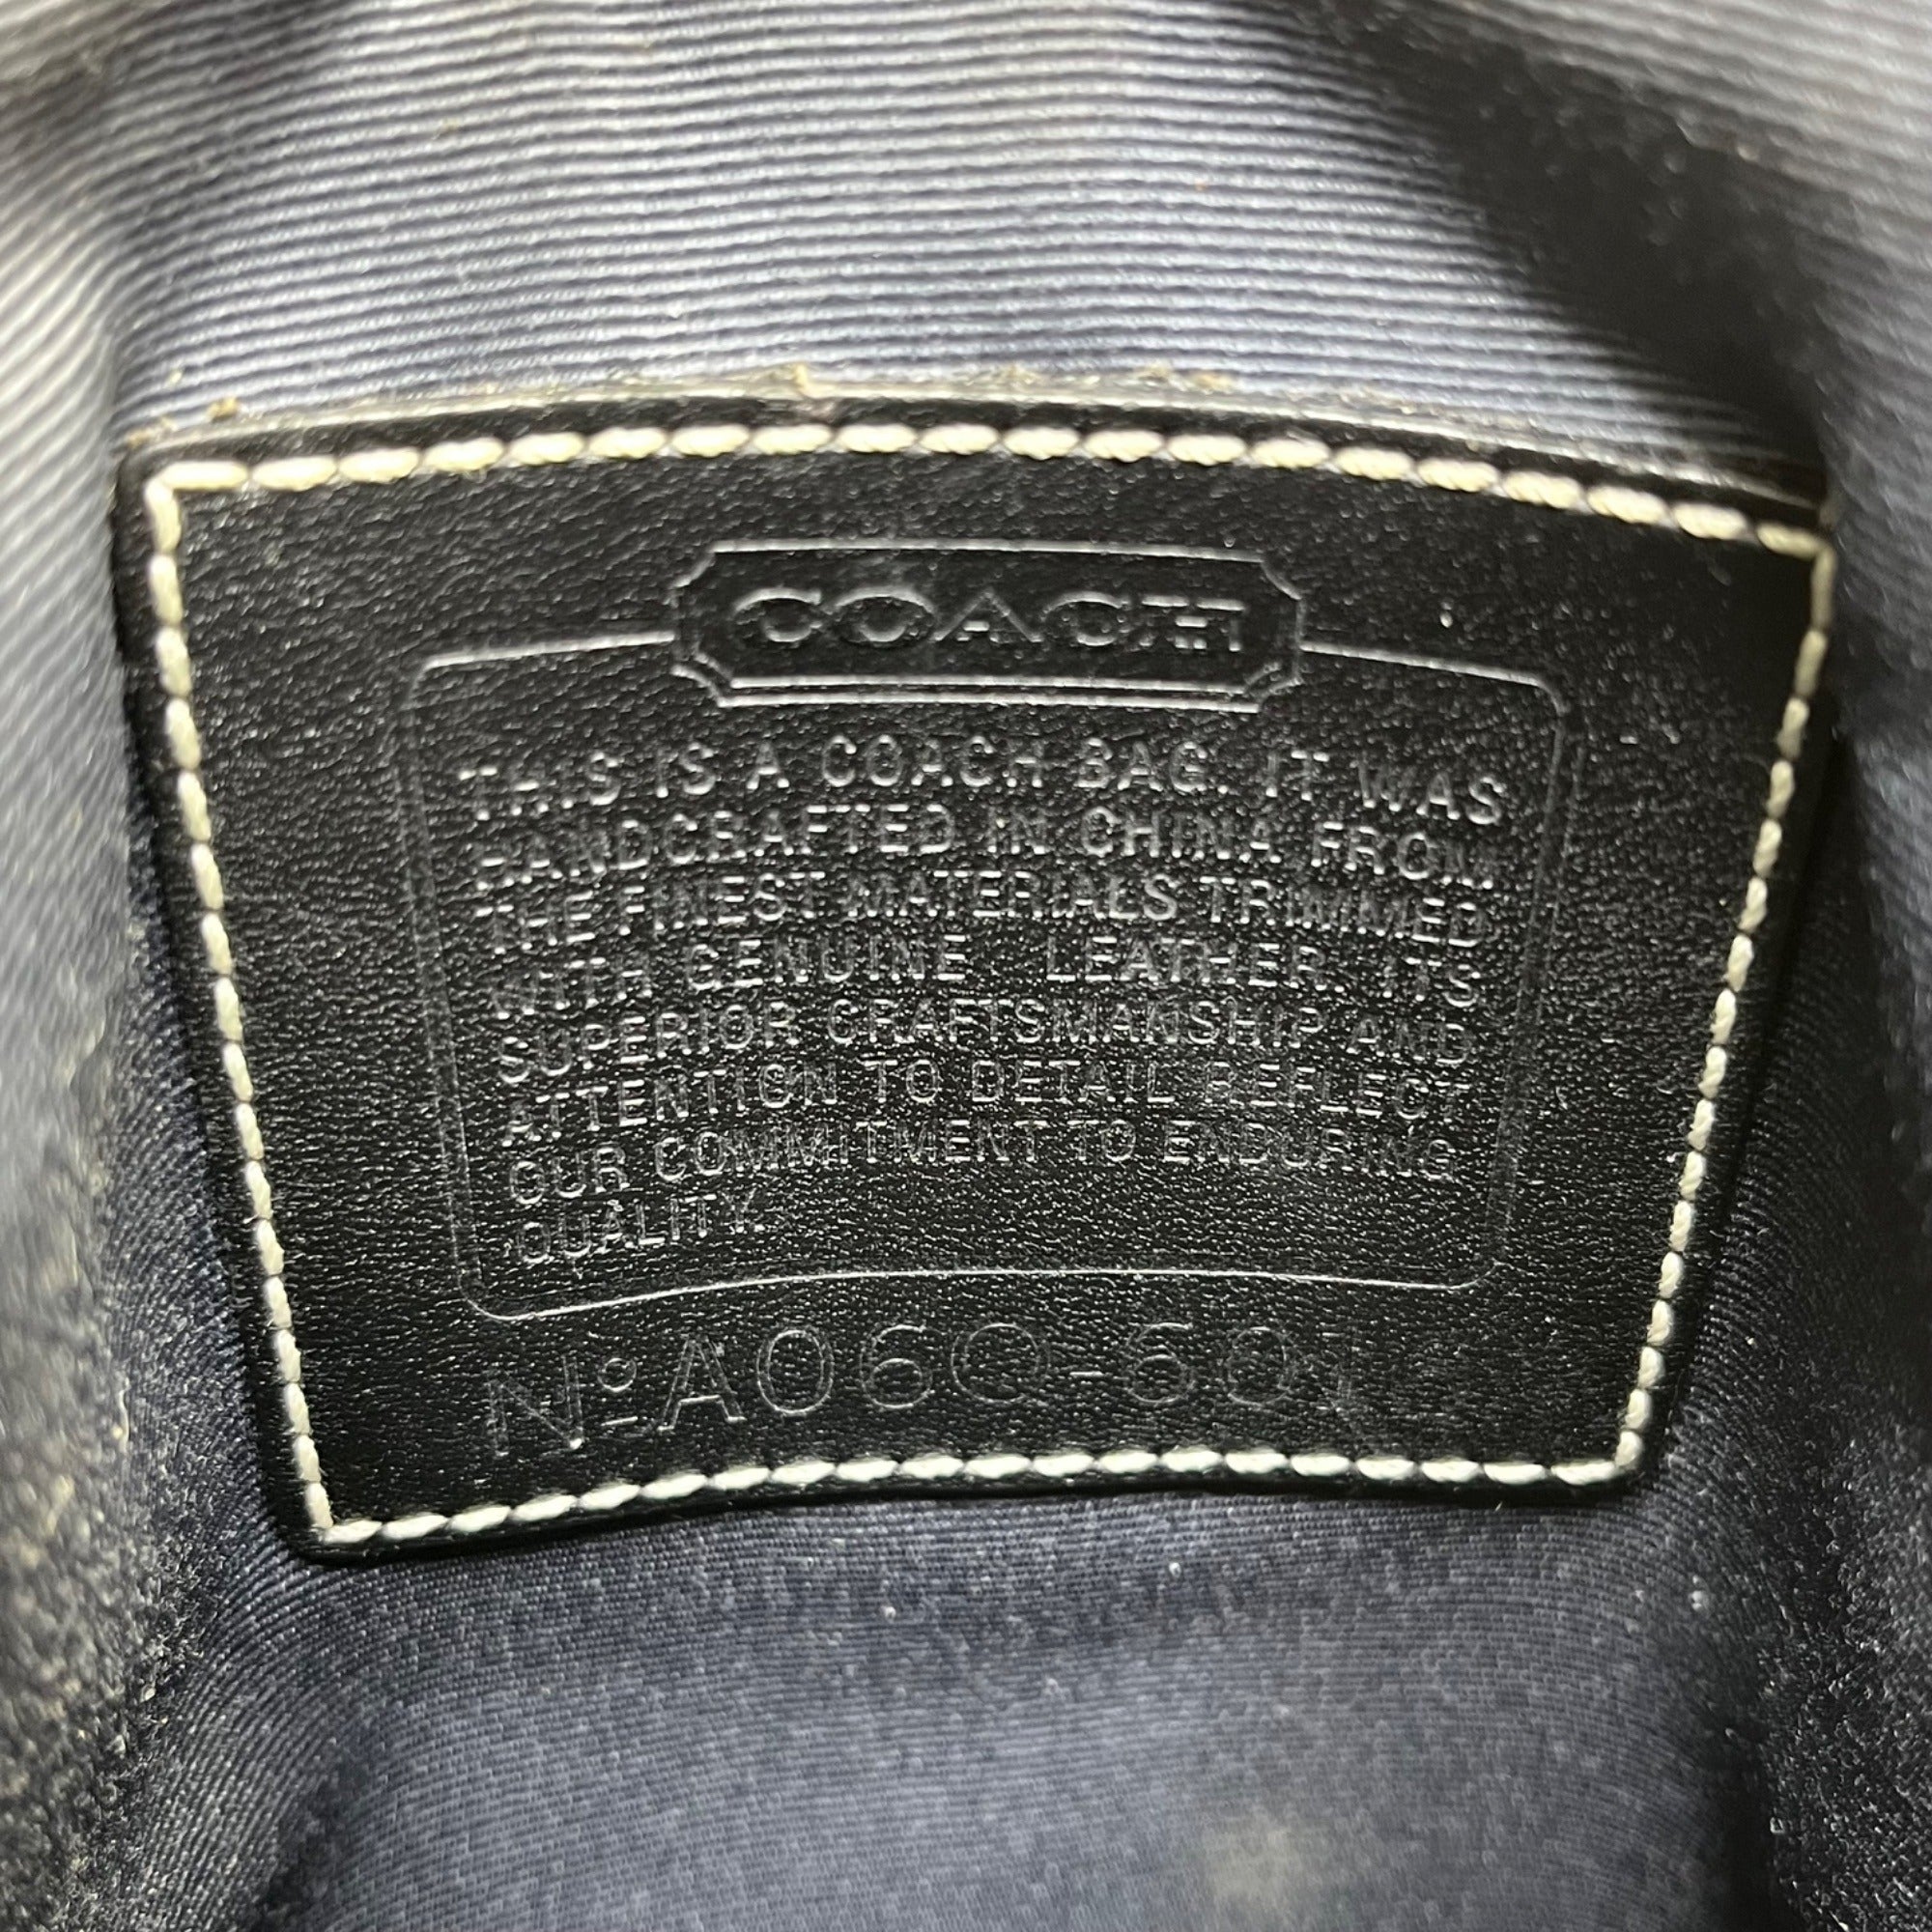 COACH
THIS IS A COACH BAG. IT WAS
HANDCRAFTED IN CHINA FROM
THE FINEST MATERIALS TRIMMED
WITH GENUINE LEATHER. ITS
SUPERIOR CRAFTSMANSHIP AND
ATTENTION TO DETAIL REFLECT
OUR COMMITMENT TO ENDURING
QUALITY.
Nº